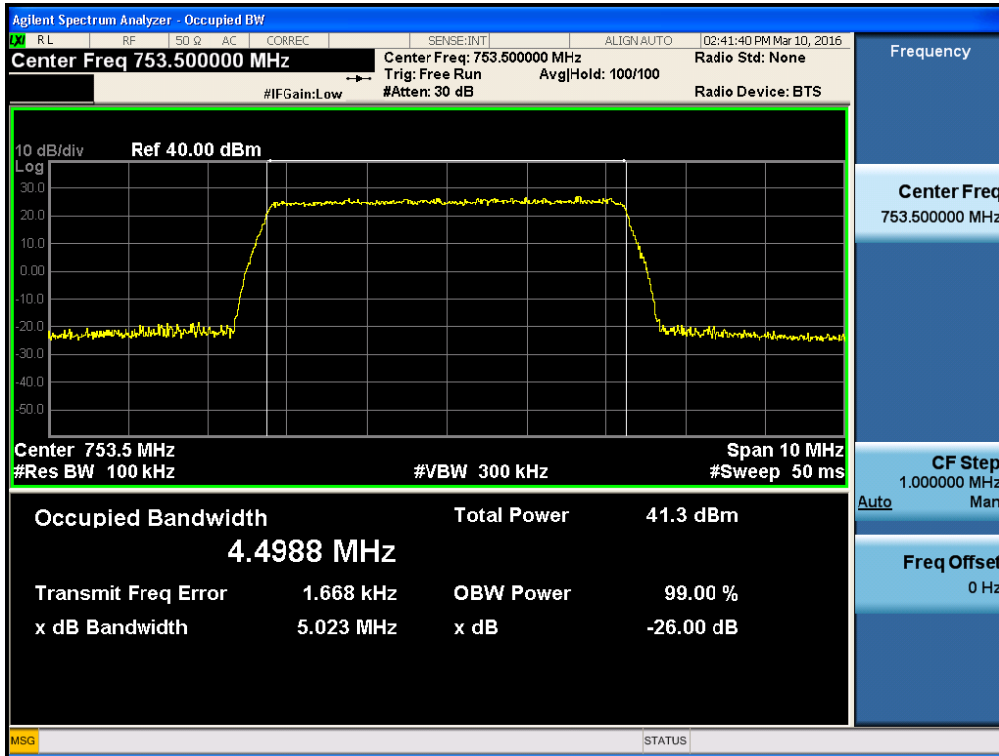 Agilent Spectrum Analyzer - Occupied BW
LXI RL RF 50 Ω AC CORREC SENSE:INT ALIGN AUTO 02:41:40 PM Mar 10, 2016
Center Freq 753.500000 MHz
Center Freq: 753.500000 MHz Radio Std: None
Trig: Free Run Avg|Hold: 100/100
#IFGain:Low #Atten: 30 dB Radio Device: BTS
10 dB/div Ref 40.00 dBm
Log
30.0
20.0
10.0
0.00
-10.0
-20.0
-30.0
-40.0
-50.0
Center 753.5 MHz Span 10 MHz
#Res BW 100 kHz #VBW 300 kHz #Sweep 50 ms
Occupied Bandwidth Total Power 41.3 dBm
4.4988 MHz
Transmit Freq Error 1.668 kHz OBW Power 99.00 %
x dB Bandwidth 5.023 MHz x dB -26.00 dB
MSG STATUS
Frequency
Center Freq
753.500000 MHz
CF Step
1.000000 MHz
Auto Man
Freq Offset
0 Hz